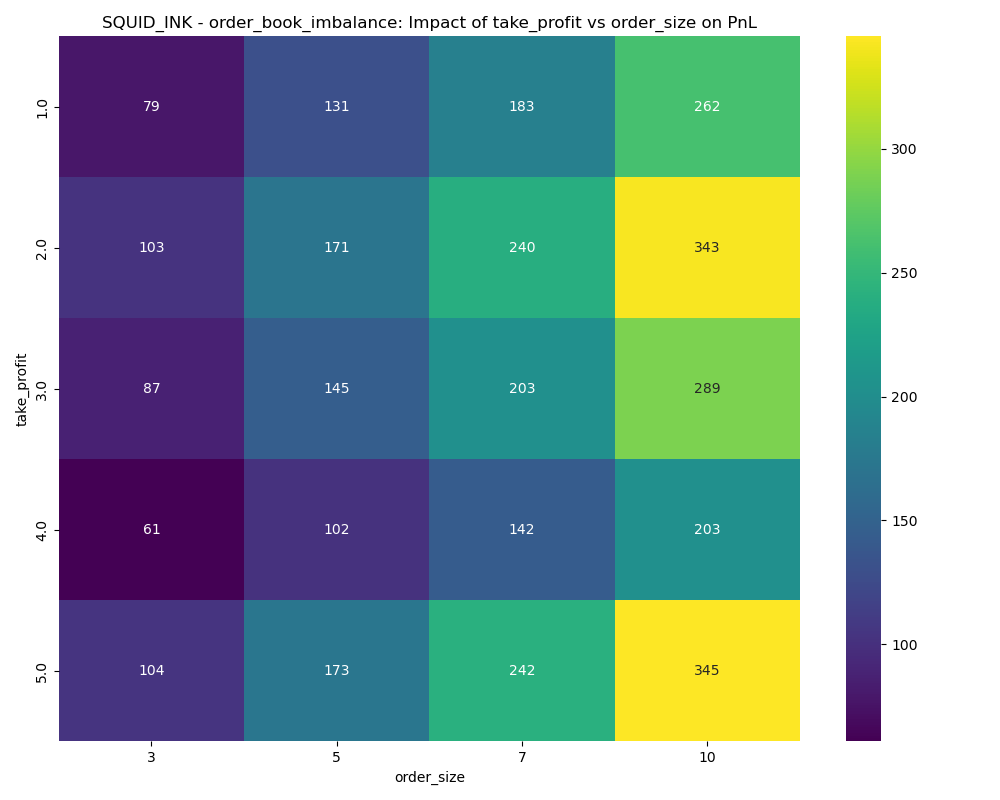 SQUID_INK - order_book_imbalance: Impact of take_profit vs order_size on PnL
1.0 79 131 183 262
2.0 103 171 240 343
3.0 87 145 203 289
4.0 61 102 142 203
5.0 104 173 242 345
3 5 7 10
order_size
take_profit
300
250
200
150
100